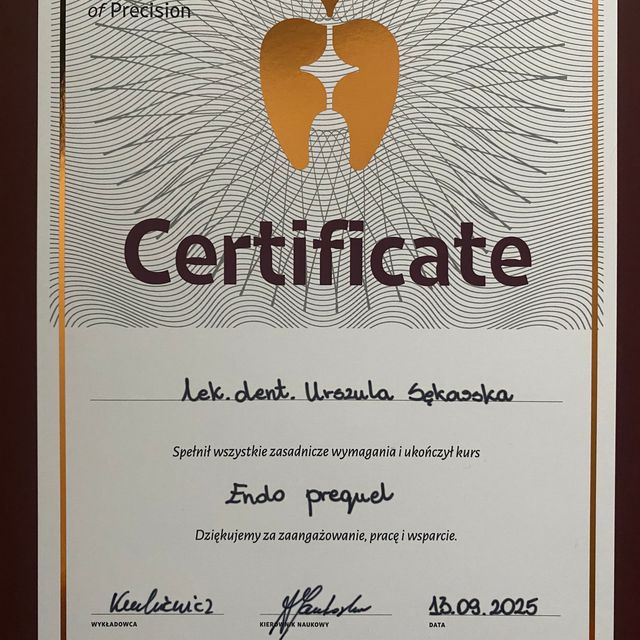 of Precision
Certificate
lek. dent. Urszula Sękowska
Spełnił wszystkie zasadnicze wymagania i ukończył kurs
Endo prequel
Dziękujemy za zaangażowanie, pracę i wsparcie.
13.09.2025
WYKŁADOWCA KIEROWNIK NAUKOWY DATA